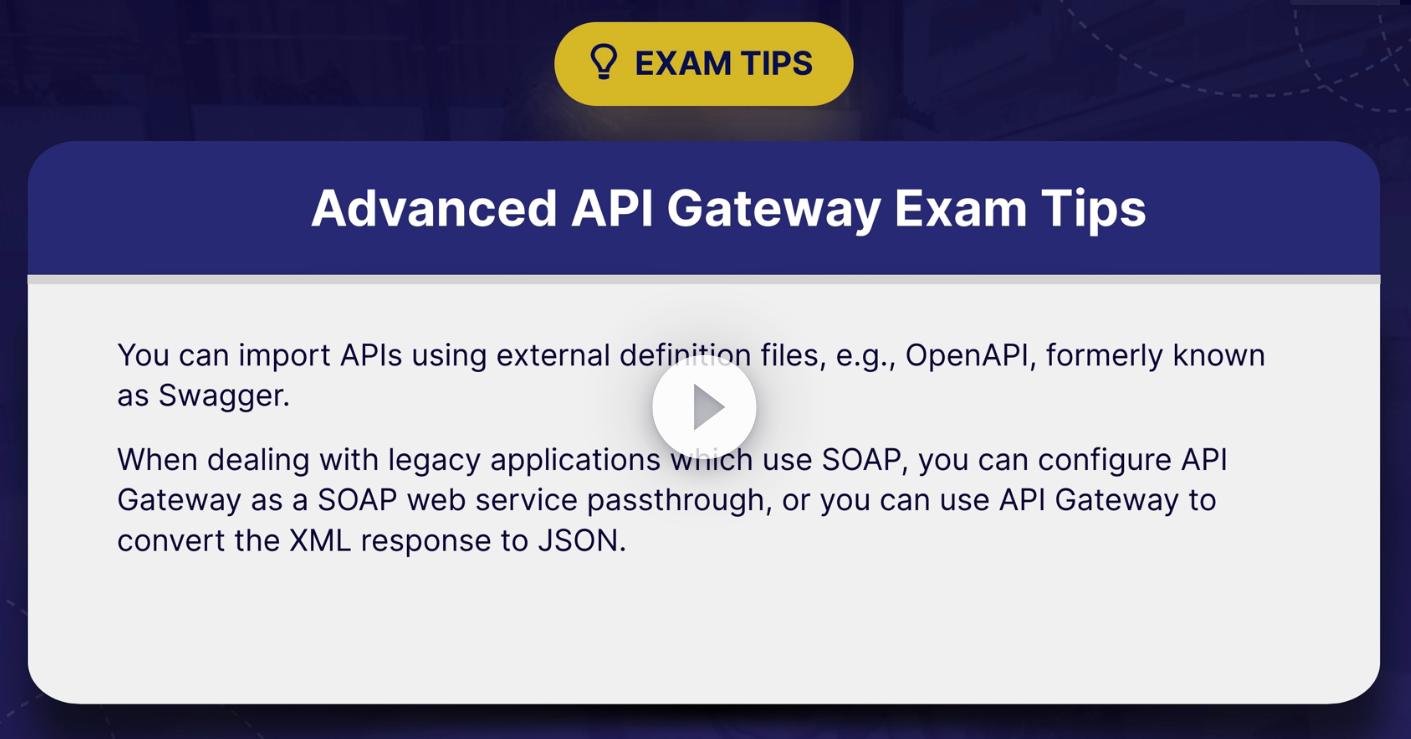 EXAM TIPS
Advanced API Gateway Exam Tips
You can import APIs using external definition files, e.g., OpenAPI, formerly known
as Swagger.
When dealing with legacy applications which use SOAP, you can configure API
Gateway as a SOAP web service passthrough, or you can use API Gateway to
convert the XML response to JSON.